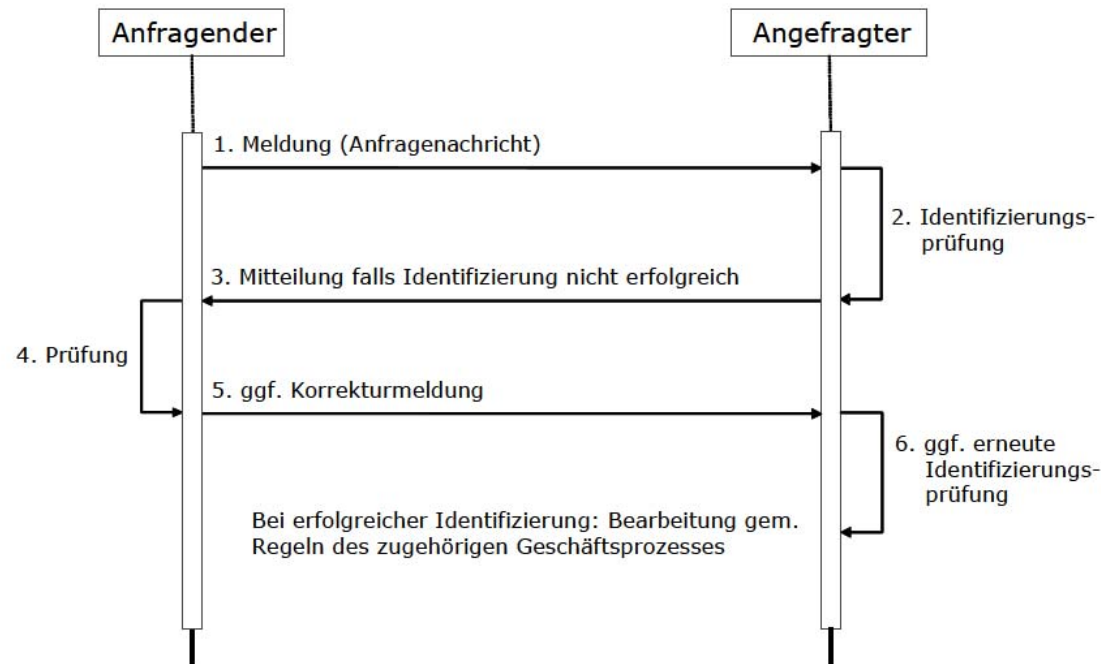 Anfragender
Angefragter
1. Meldung (Anfragenachricht)
2. Identifizierungs-
prüfung
3. Mitteilung falls Identifizierung nicht erfolgreich
4. Prüfung
5. ggf. Korrekturmeldung
6. ggf. erneute
Identifizierungs-
prüfung
Bei erfolgreicher Identifizierung: Bearbeitung gem.
Regeln des zugehörigen Geschäftsprozesses